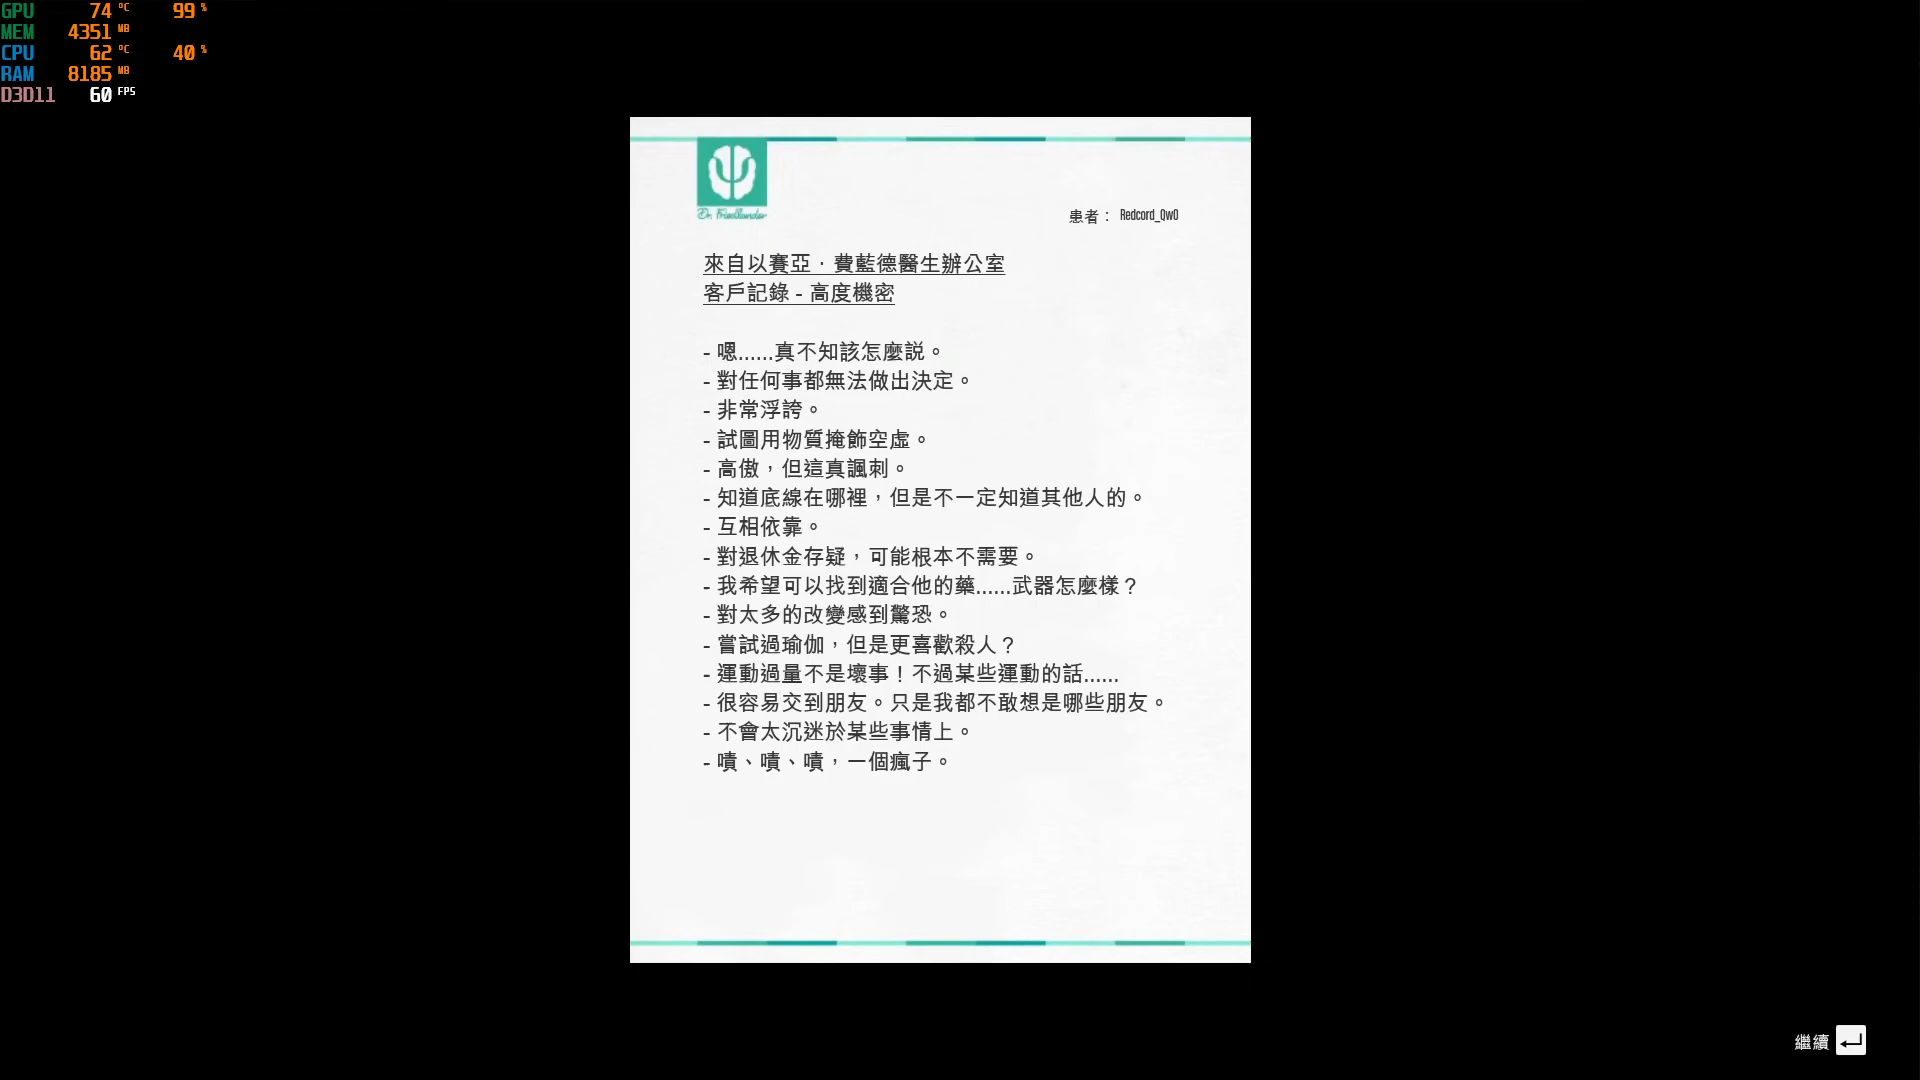 GPU 74 °C 99 %
MEM 4351 MB
CPU 62 °C 40 %
RAM 8185 MB
D3D11 60 FPS
Dr. Friedlander
患者： Redcord_QwO
來自以賽亞．費藍德醫生辦公室
客戶記錄 - 高度機密
- 嗯......真不知該怎麼説。
- 對任何事都無法做出決定。
- 非常浮誇。
- 試圖用物質掩飾空虛。
- 高傲，但這真諷刺。
- 知道底線在哪裡，但是不一定知道其他人的。
- 互相依靠。
- 對退休金存疑，可能根本不需要。
- 我希望可以找到適合他的藥......武器怎麼樣？
- 對太多的改變感到驚恐。
- 嘗試過瑜伽，但是更喜歡殺人？
- 運動過量不是壞事！不過某些運動的話......
- 很容易交到朋友。只是我都不敢想是哪些朋友。
- 不會太沉迷於某些事情上。
- 嘖、嘖、嘖，一個瘋子。
繼續